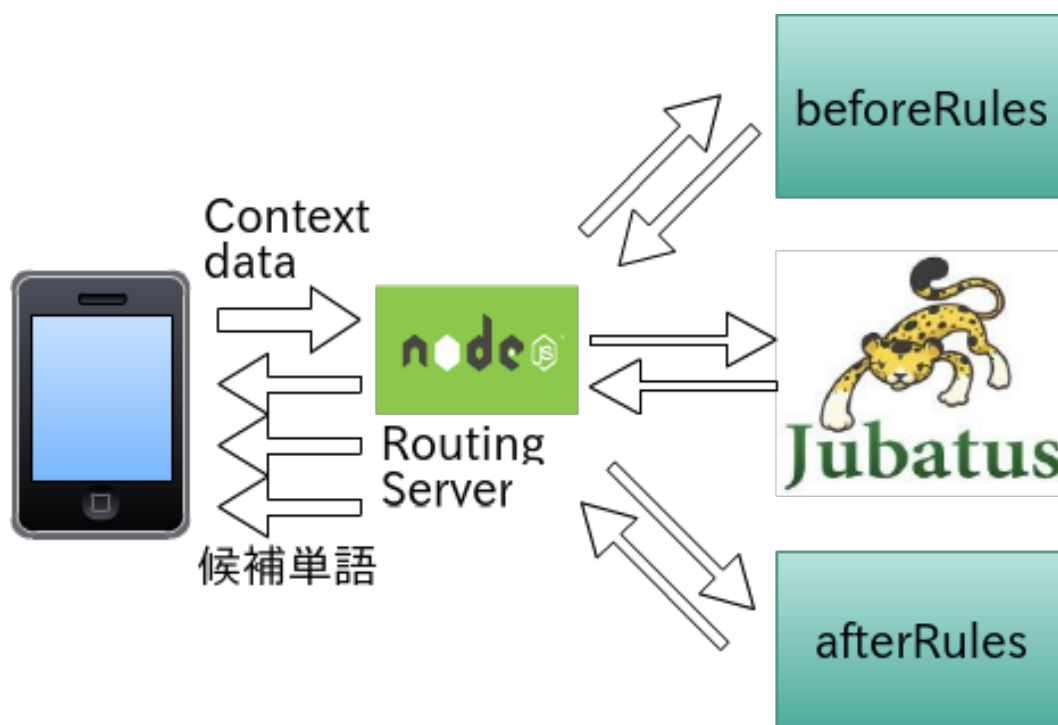 beforeRules
Context
data
node
JS
Routing
Server
Jubatus
候補単語
afterRules